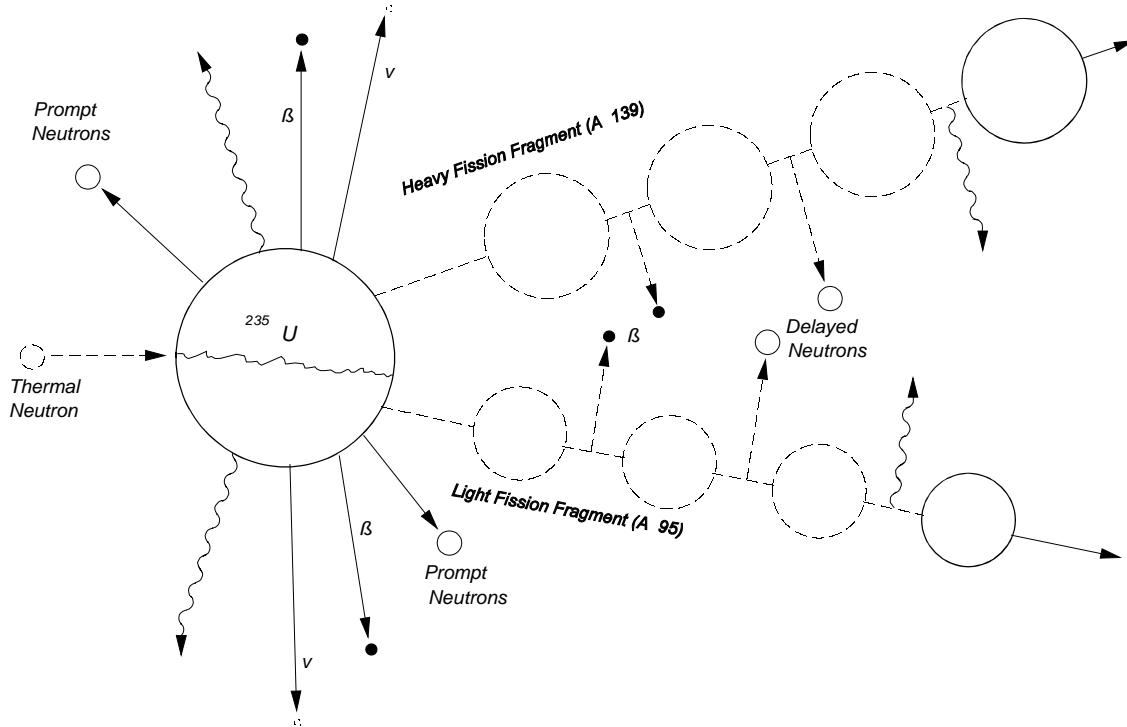 ν
ß
Prompt
Neutrons
Heavy Fission Fragment (A 139)
235 U
ß
Delayed
Neutrons
Thermal
Neutron
Light Fission Fragment (A 95)
ß
Prompt
Neutrons
ν